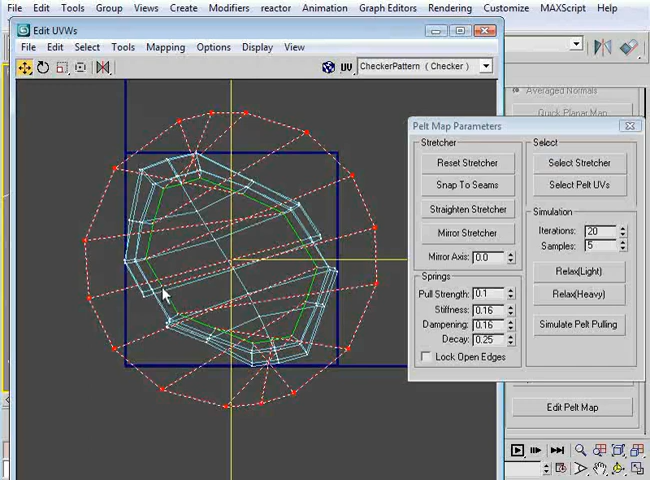 File Edit Tools Group Views Create Modifiers reactor Animation Graph Editors Rendering Customize MAXScript Help
Edit UVWs
File Edit Select Tools Mapping Options Display View
UV CheckerPattern ( Checker )
Averaged Normals
Quick Planar Map
Pelt Map Parameters
Stretcher
Reset Stretcher
Snap To Seams
Straighten Stretcher
Mirror Stretcher
Mirror Axis: 0.0
Springs
Pull Strength: 0.1
Stiffness: 0.16
Dampening: 0.16
Decay: 0.25
Lock Open Edges
Select
Select Stretcher
Select Pelt UVs
Simulation
Iterations: 20
Samples: 5
Relax(Light)
Relax(Heavy)
Simulate Pelt Pulling
Edit Pelt Map